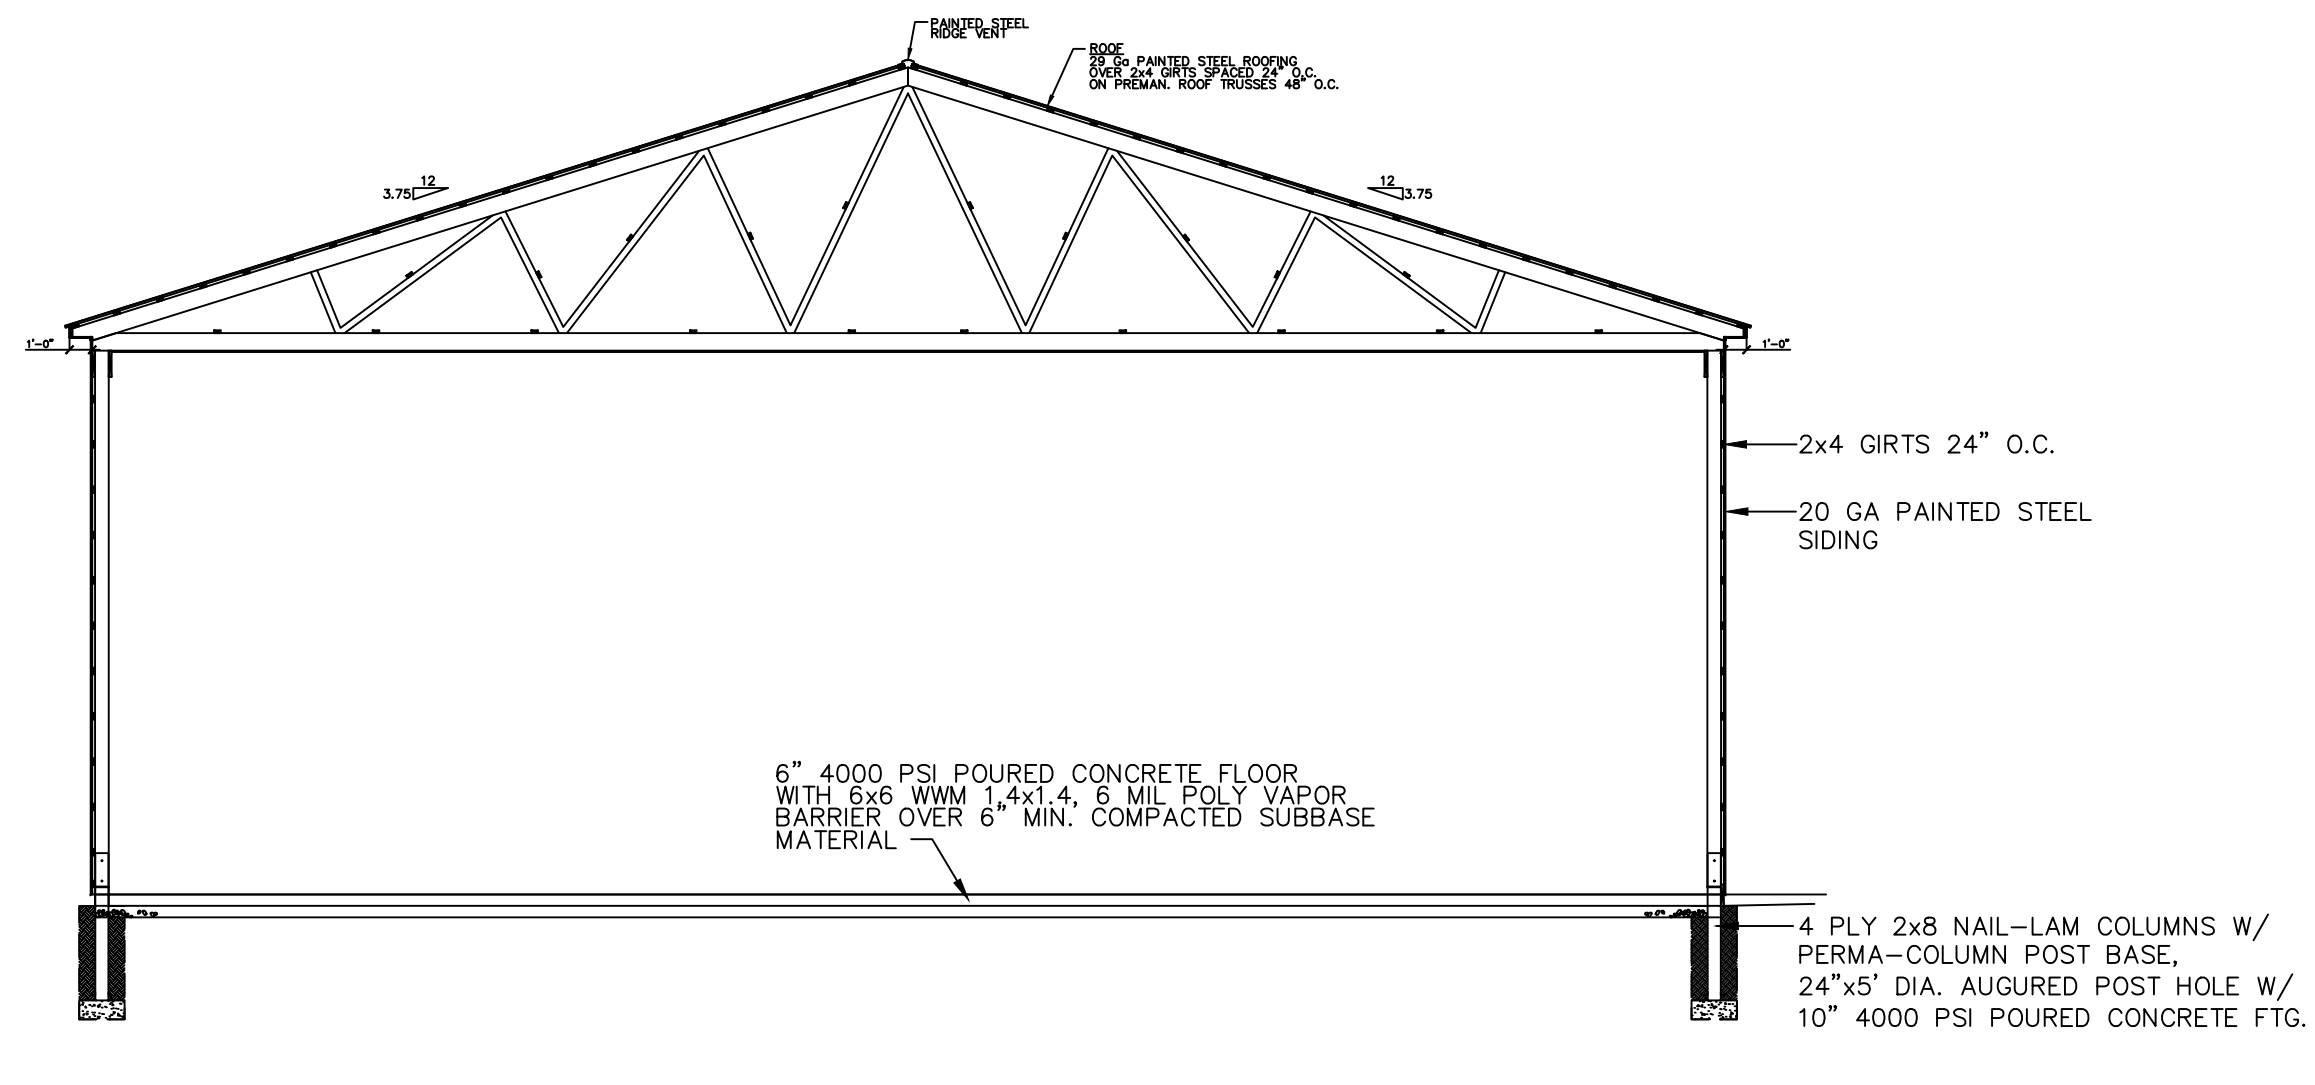 PAINTED STEEL
RIDGE VENT
ROOF
29 Ga PAINTED STEEL ROOFING
OVER 2x4 GIRTS SPACED 24" O.C.
ON PREMAN. ROOF TRUSSES 48" O.C.
12
3.75
12
3.75
1'-0"
1'-0"
2x4 GIRTS 24" O.C.
20 GA PAINTED STEEL
SIDING
6" 4000 PSI POURED CONCRETE FLOOR
WITH 6x6 WWM 1.4x1.4, 6 MIL POLY VAPOR
BARRIER OVER 6" MIN. COMPACTED SUBBASE
MATERIAL
4 PLY 2x8 NAIL-LAM COLUMNS W/
PERMA-COLUMN POST BASE,
24"x5' DIA. AUGURED POST HOLE W/
10" 4000 PSI POURED CONCRETE FTG.